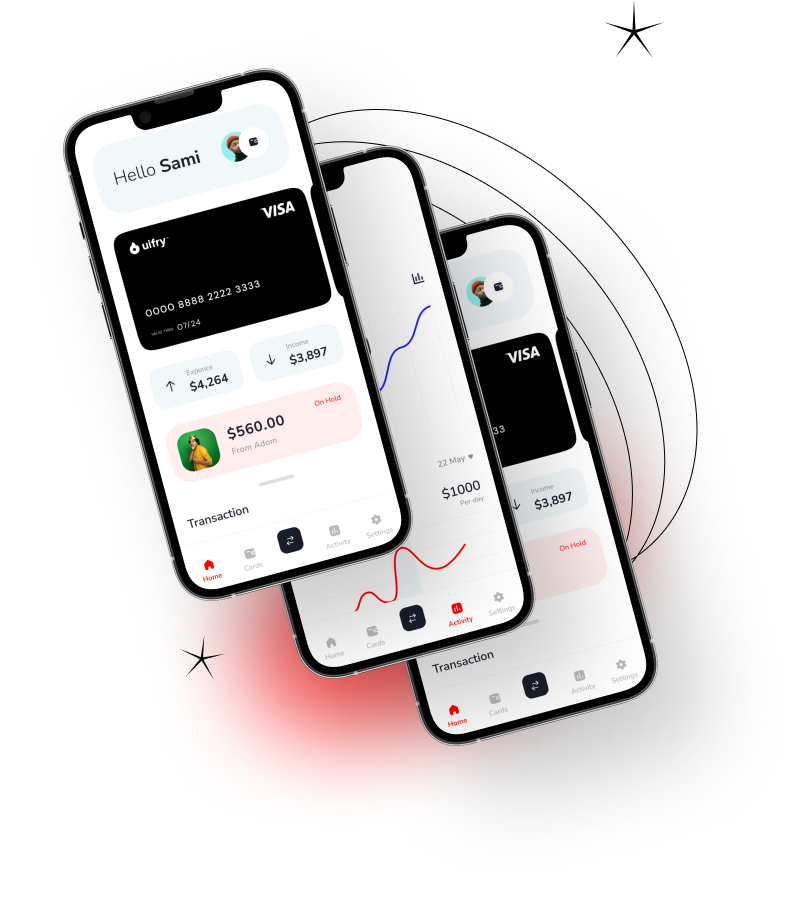 Hello Sami
VISA
uifry
0000 8888 2222 3333
VALID THRU 07/24
Expence
$4,264
Income
$3,897
On Hold
$560.00
From Adom
Transaction
Home
Cards
Activity
Settings
22 May
$1000
Per day
Home
Cards
Activity
Settings
VISA
33
Income
$3,897
On Hold
Transaction
Home
Cards
Activity
Settings